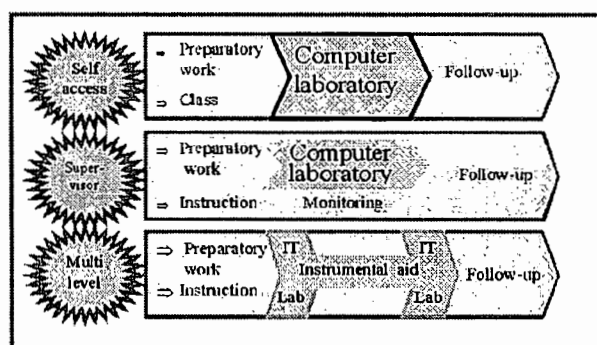 Self
access
⇒ Preparatory
work
⇒ Class
Computer
laboratory
Follow-up
Super-
visor
⇒ Preparatory
work
⇒ Instruction
Computer
laboratory
Monitoring
Follow-up
Multi
level
⇒ Preparatory
work
⇒ Instruction
IT
Lab
Instrumental aid
IT
Lab
Follow-up